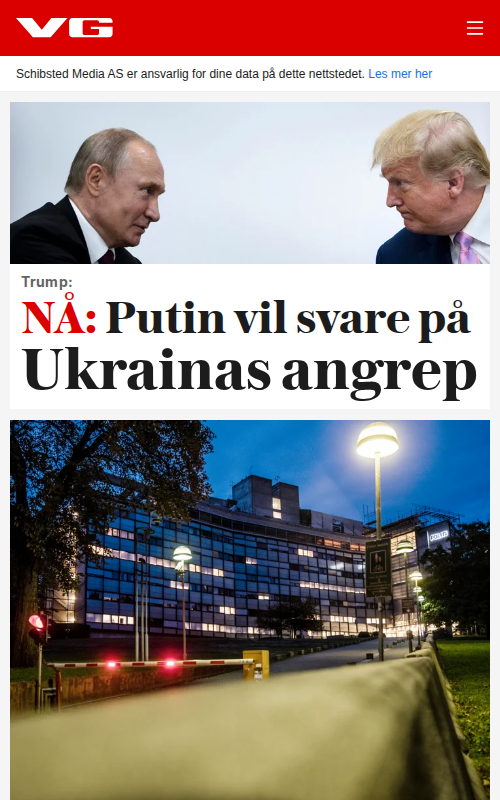 VG
Schibsted Media AS er ansvarlig for dine data på dette nettstedet. Les mer her
Trump:
NÅ: Putin vil svare på
Ukrainas angrep